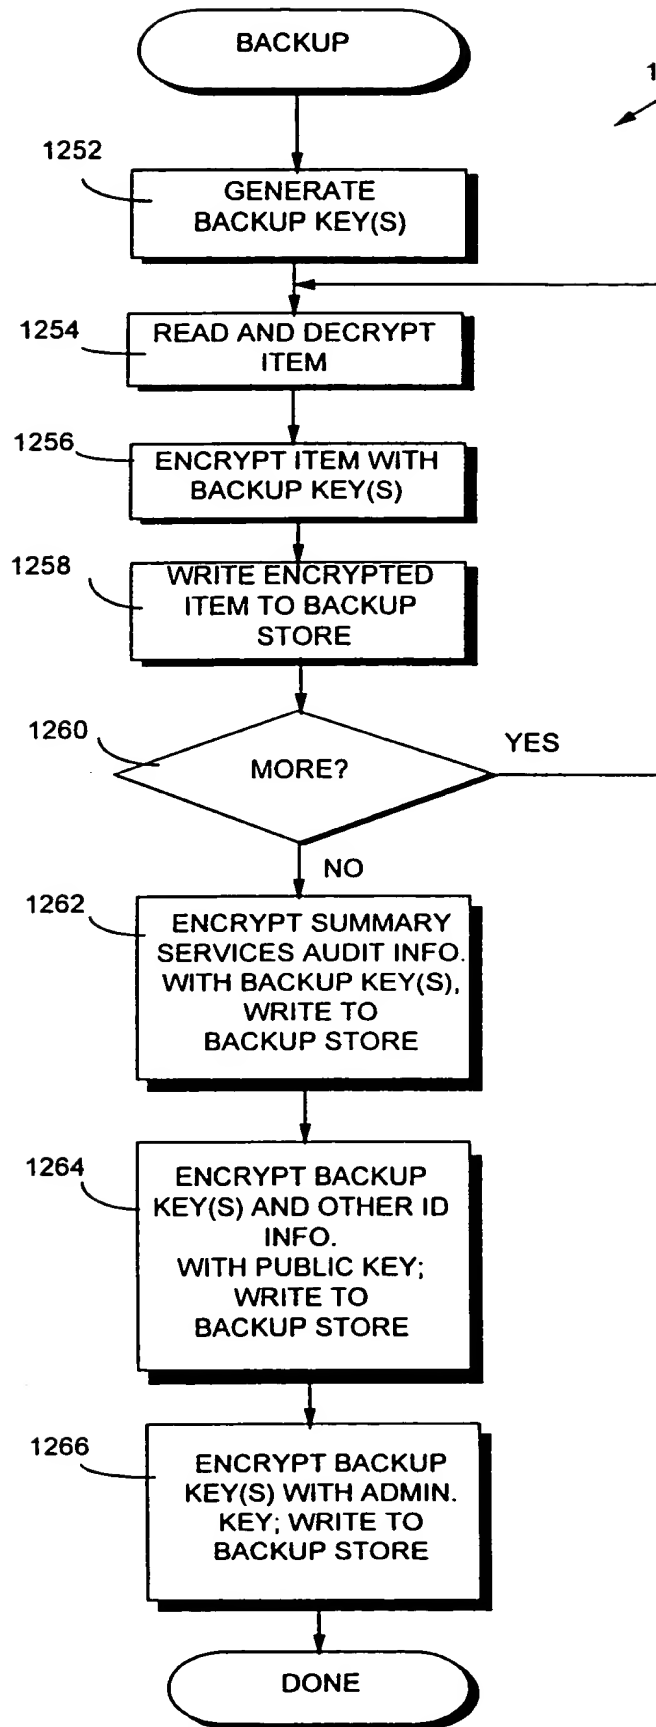 BACKUP
1
1252
GENERATE
BACKUP KEY(S)
1254
READ AND DECRYPT
ITEM
1256
ENCRYPT ITEM WITH
BACKUP KEY(S)
1258
WRITE ENCRYPTED
ITEM TO BACKUP
STORE
1260
MORE?
YES
NO
1262
ENCRYPT SUMMARY
SERVICES AUDIT INFO.
WITH BACKUP KEY(S),
WRITE TO
BACKUP STORE
1264
ENCRYPT BACKUP
KEY(S) AND OTHER ID
INFO.
WITH PUBLIC KEY;
WRITE TO
BACKUP STORE
1266
ENCRYPT BACKUP
KEY(S) WITH ADMIN.
KEY; WRITE TO
BACKUP STORE
DONE